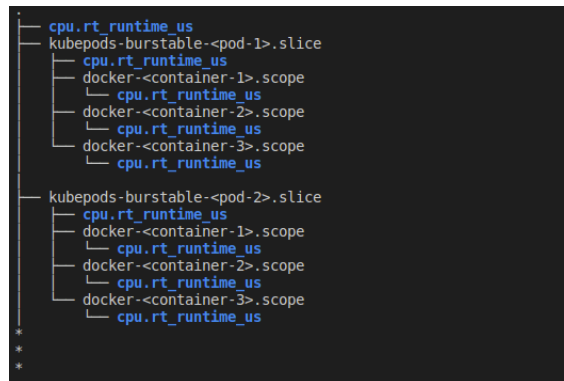 .
├── cpu.rt_runtime_us
├── kubepods-burstable-<pod-1>.slice
│   ├── cpu.rt_runtime_us
│   ├── docker-<container-1>.scope
│   │   └── cpu.rt_runtime_us
│   ├── docker-<container-2>.scope
│   │   └── cpu.rt_runtime_us
│   └── docker-<container-3>.scope
│       └── cpu.rt_runtime_us
│
├── kubepods-burstable-<pod-2>.slice
│   ├── cpu.rt_runtime_us
│   ├── docker-<container-1>.scope
│   │   └── cpu.rt_runtime_us
│   ├── docker-<container-2>.scope
│   │   └── cpu.rt_runtime_us
│   └── docker-<container-3>.scope
│       └── cpu.rt_runtime_us
*
*
*